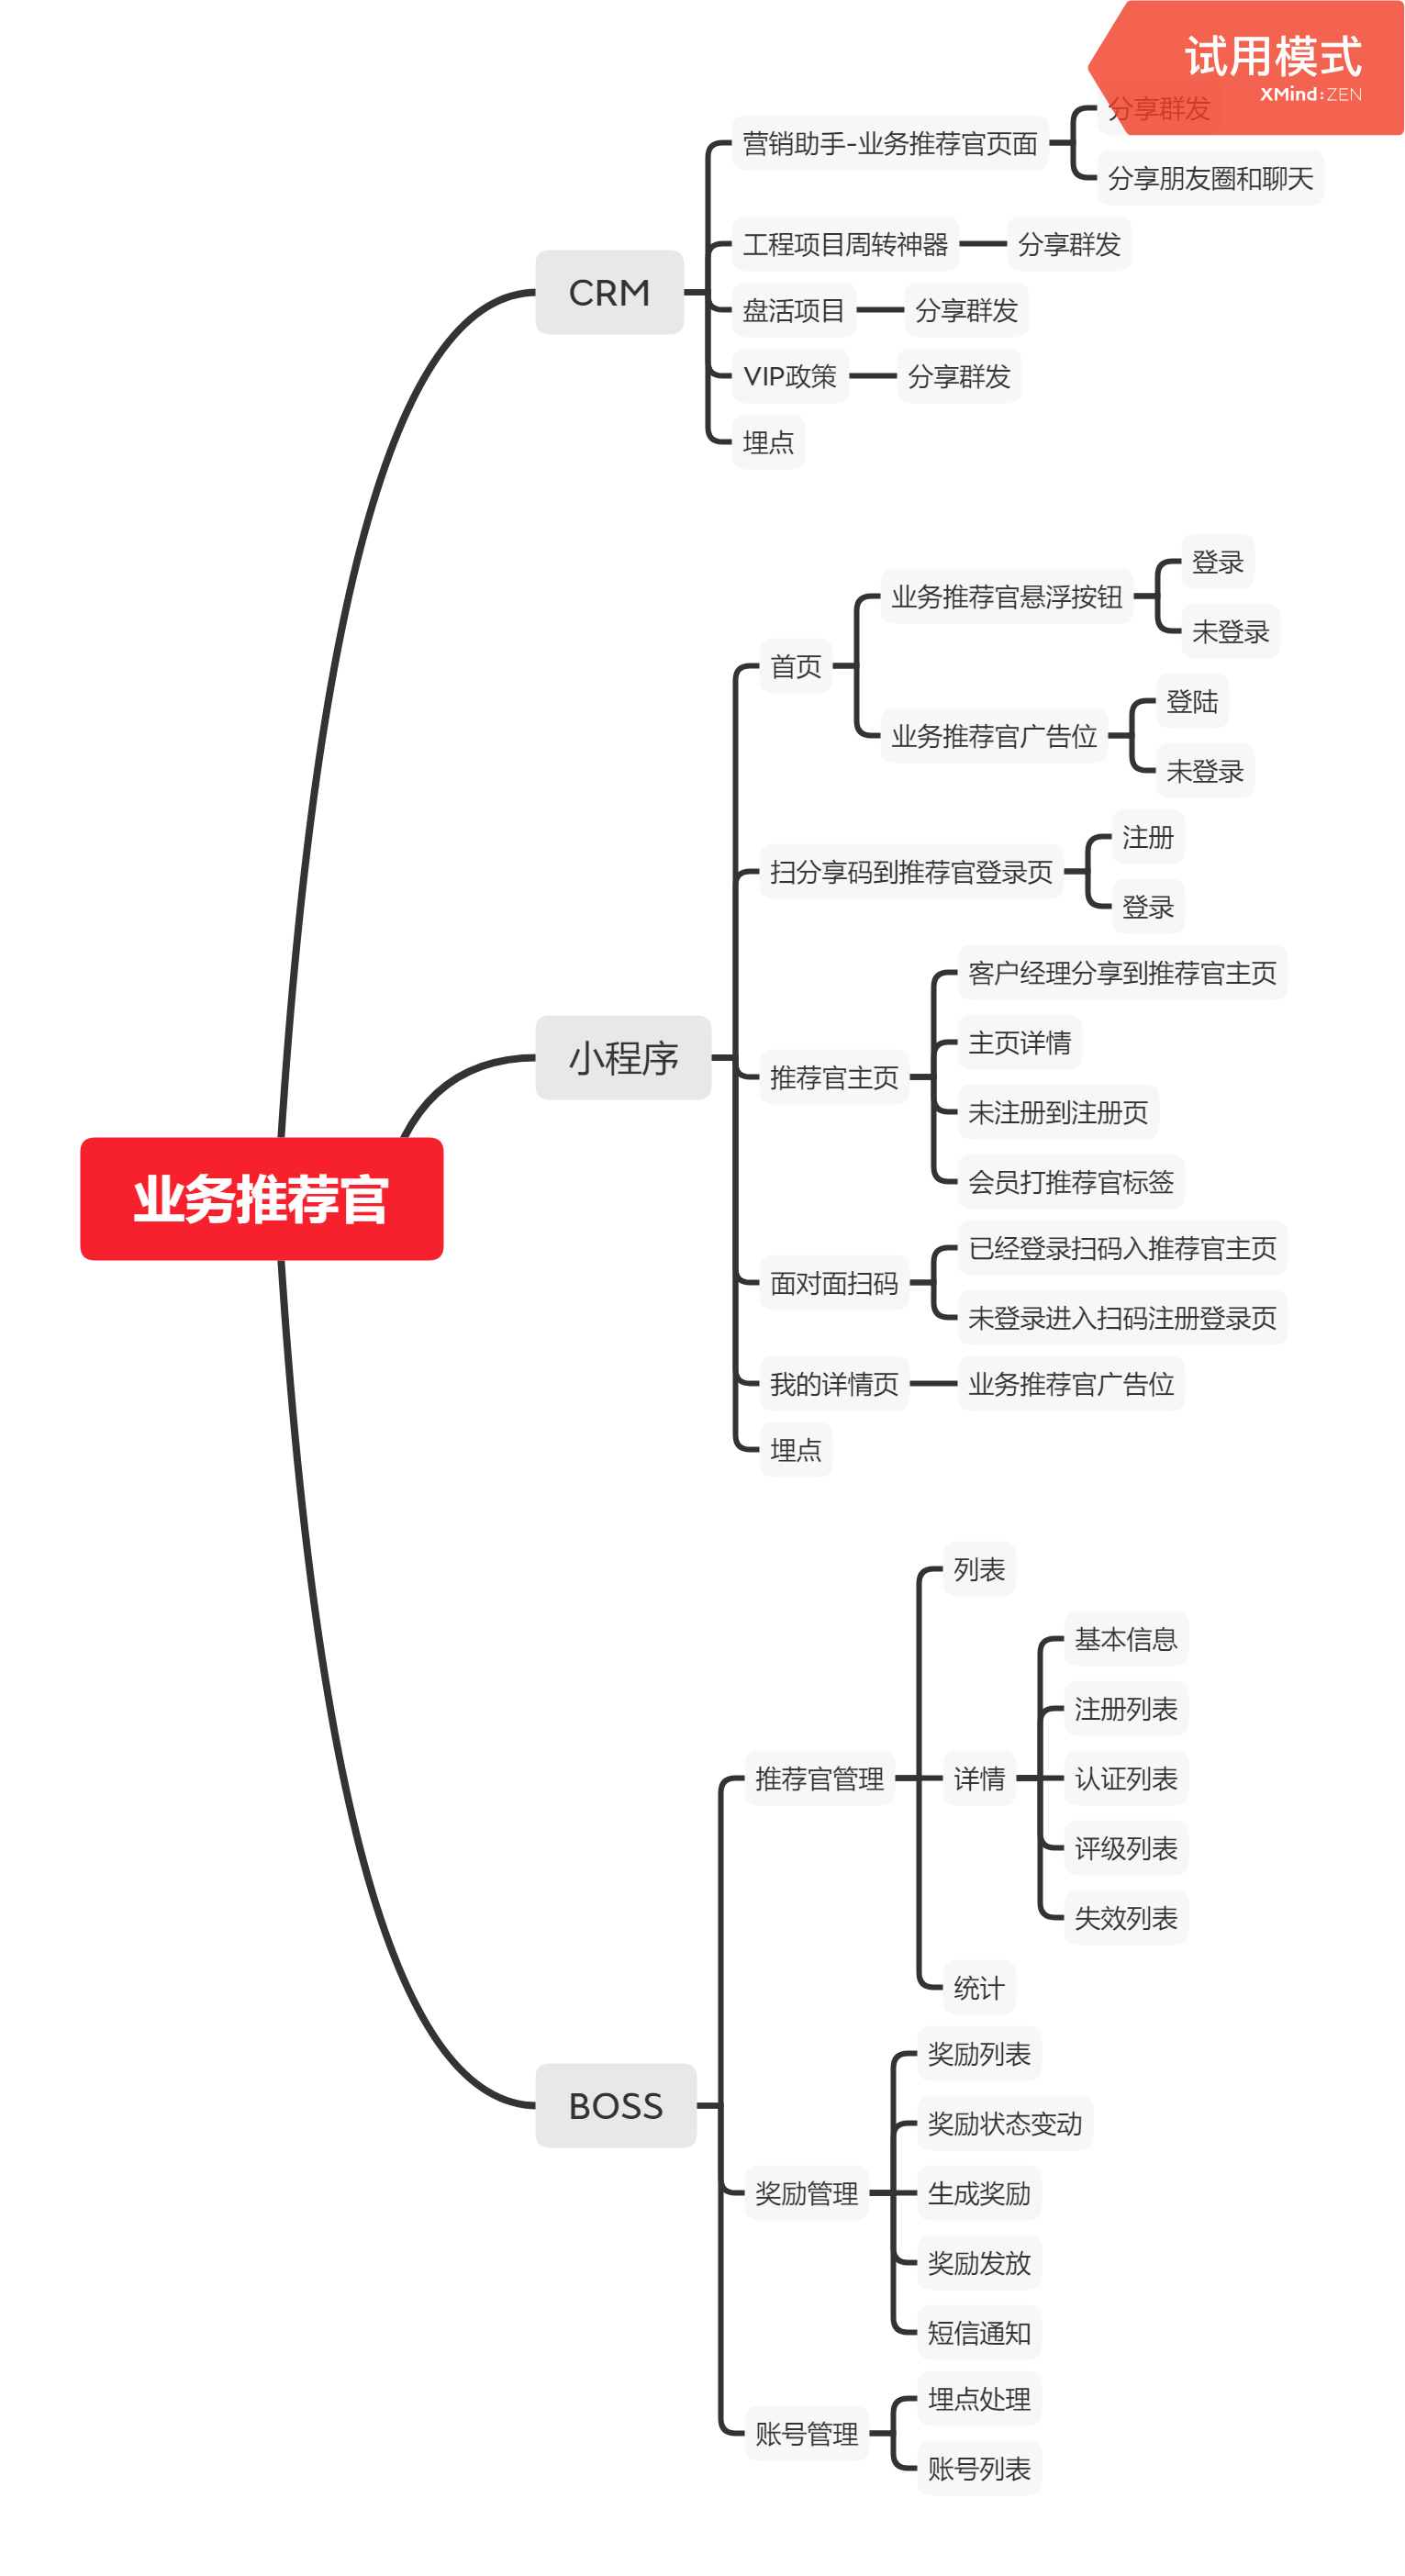 试用模式
XMind:ZEN
分享群发
营销助手-业务推荐官页面
分享朋友圈和聊天
工程项目周转神器
分享群发
CRM
盘活项目
分享群发
VIP政策
分享群发
埋点
登录
业务推荐官悬浮按钮
未登录
首页
登陆
业务推荐官广告位
未登录
注册
扫分享码到推荐官登录页
登录
客户经理分享到推荐官主页
主页详情
小程序
推荐官主页
未注册到注册页
会员打推荐官标签
业务推荐官
已经登录扫码入推荐官主页
面对面扫码
未登录进入扫码注册登录页
我的详情页
业务推荐官广告位
埋点
列表
基本信息
注册列表
推荐官管理
详情
认证列表
评级列表
失效列表
统计
奖励列表
BOSS
奖励状态变动
奖励管理
生成奖励
奖励发放
短信通知
埋点处理
账号管理
账号列表